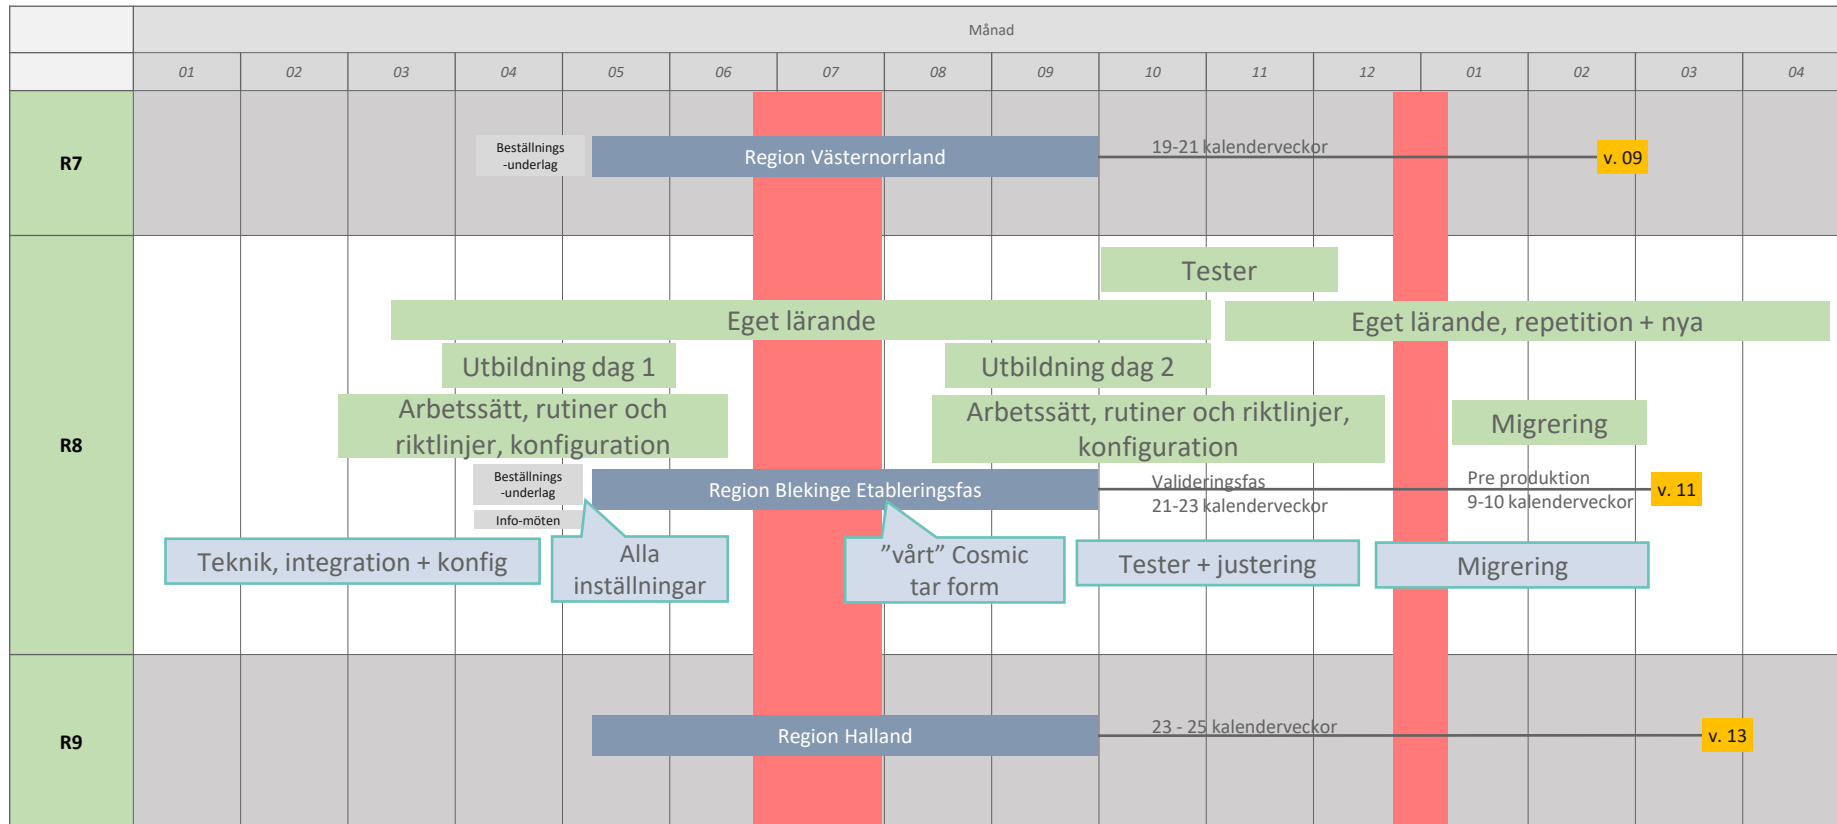 Månad
01 02 03 04 05 06 07 08 09 10 11 12 01 02 03 04
R7
Beställnings
-underlag
Region Västernorrland
19-21 kalenderveckor
v. 09
R8
Tester
Eget lärande
Eget lärande, repetition + nya
Utbildning dag 1
Utbildning dag 2
Arbetssätt, rutiner och
riktlinjer, konfiguration
Arbetssätt, rutiner och riktlinjer,
konfiguration
Migrering
Beställnings
-underlag
Info-möten
Region Blekinge Etableringsfas
Valideringsfas
21-23 kalenderveckor
Pre produktion
9-10 kalenderveckor
v. 11
Teknik, integration + konfig
Alla
inställningar
”vårt” Cosmic
tar form
Tester + justering
Migrering
R9
Region Halland
23 - 25 kalenderveckor
v. 13